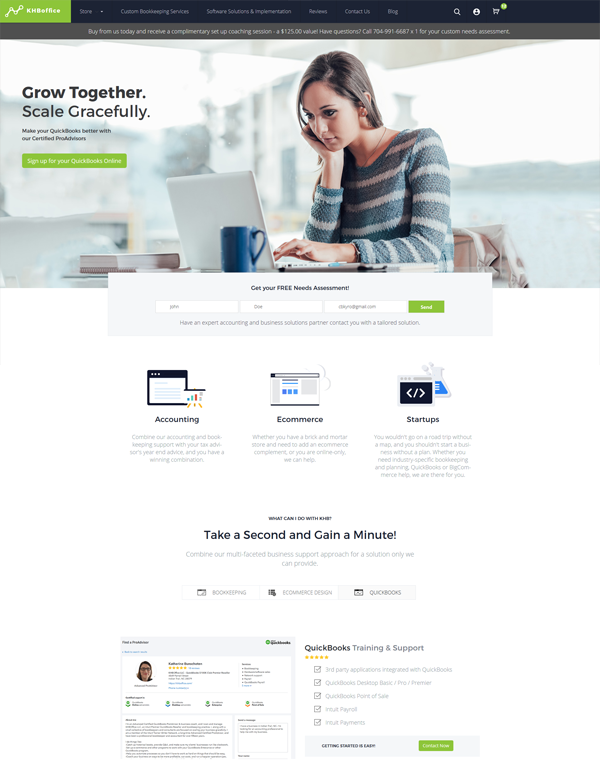 KHBoffice
Store Custom Bookkeeping Services Software Solutions & Implementation Reviews Contact Us Blog
Buy from us today and receive a complimentary set up coaching session - a $125.00 value! Have questions? Call 704-991-6687 x 1 for your custom needs assessment.
Grow Together.
Scale Gracefully.
Make your QuickBooks better with
our Certified ProAdvisors
Sign up for your QuickBooks Online
Get your FREE Needs Assessment!
John Doe @gmail.com Send
Have an expert accounting and business solutions partner contact you with a tailored solution.
Accounting
Combine our accounting and book-
keeping support with your tax advi-
sor's year end advice, and you have a
winning combination.
Ecommerce
Whether you have a brick and mortar
store and need to add an ecommerce
complement, or you are online-only,
we can help.
Startups
You wouldn't go on a road trip without
a map, and you shouldn't start a busi-
ness without a plan. Whether you
need industry-specific bookkeeping
and planning, QuickBooks or BigCom-
merce help, we are there for you.
WHAT CAN I DO WITH KHB?
Take a Second and Gain a Minute!
Combine our multi-faceted business support approach for a solution only we
can provide.
BOOKKEEPING ECOMMERCE DESIGN QUICKBOOKS
Find a ProAdvisor
quickbooks
QuickBooks Training & Support
3rd party applications integrated with QuickBooks
QuickBooks Desktop Basic / Pro / Premier
QuickBooks Point of Sale
Intuit Payroll
Intuit Payments
GETTING STARTED IS EASY! Contact Now